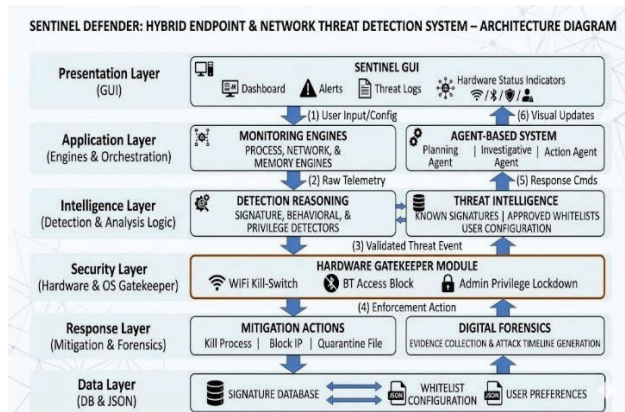 SENTINEL DEFENDER: HYBRID ENDPOINT & NETWORK THREAT DETECTION SYSTEM – ARCHITECTURE DIAGRAM
Presentation Layer
(GUI)
SENTINEL GUI
Dashboard
Alerts
Threat Logs
Hardware Status Indicators
(1) User Input/Config
(6) Visual Updates
Application Layer
(Engines & Orchestration)
MONITORING ENGINES
PROCESS, NETWORK, &
MEMORY ENGINES
AGENT-BASED SYSTEM
Planning
Agent
| Investigative
Agent
| Action Agent
(2) Raw Telemetry
(5) Response Cmds
Intelligence Layer
(Detection & Analysis Logic)
DETECTION REASONING
SIGNATURE, BEHAVIORAL, &
PRIVILEGE DETECTORS
THREAT INTELLIGENCE
KNOWN SIGNATURES | APPROVED WHITELISTS
USER CONFIGURATION
(3) Validated Threat Event
Security Layer
(Hardware & OS Gatekeeper)
HARDWARE GATEKEEPER MODULE
WiFi Kill-Switch
BT Access Block
Admin Privilege Lockdown
(4) Enforcement Action
Response Layer
(Mitigation & Forensics)
MITIGATION ACTIONS
Kill Process | Block IP | Quarantine File
DIGITAL FORENSICS
EVIDENCE COLLECTION & ATTACK TIMELINE GENERATION
Data Layer
(DB & JSON)
SIGNATURE DATABASE
JSON
WHITELIST
CONFIGURATION
JSON
USER PREFERENCES